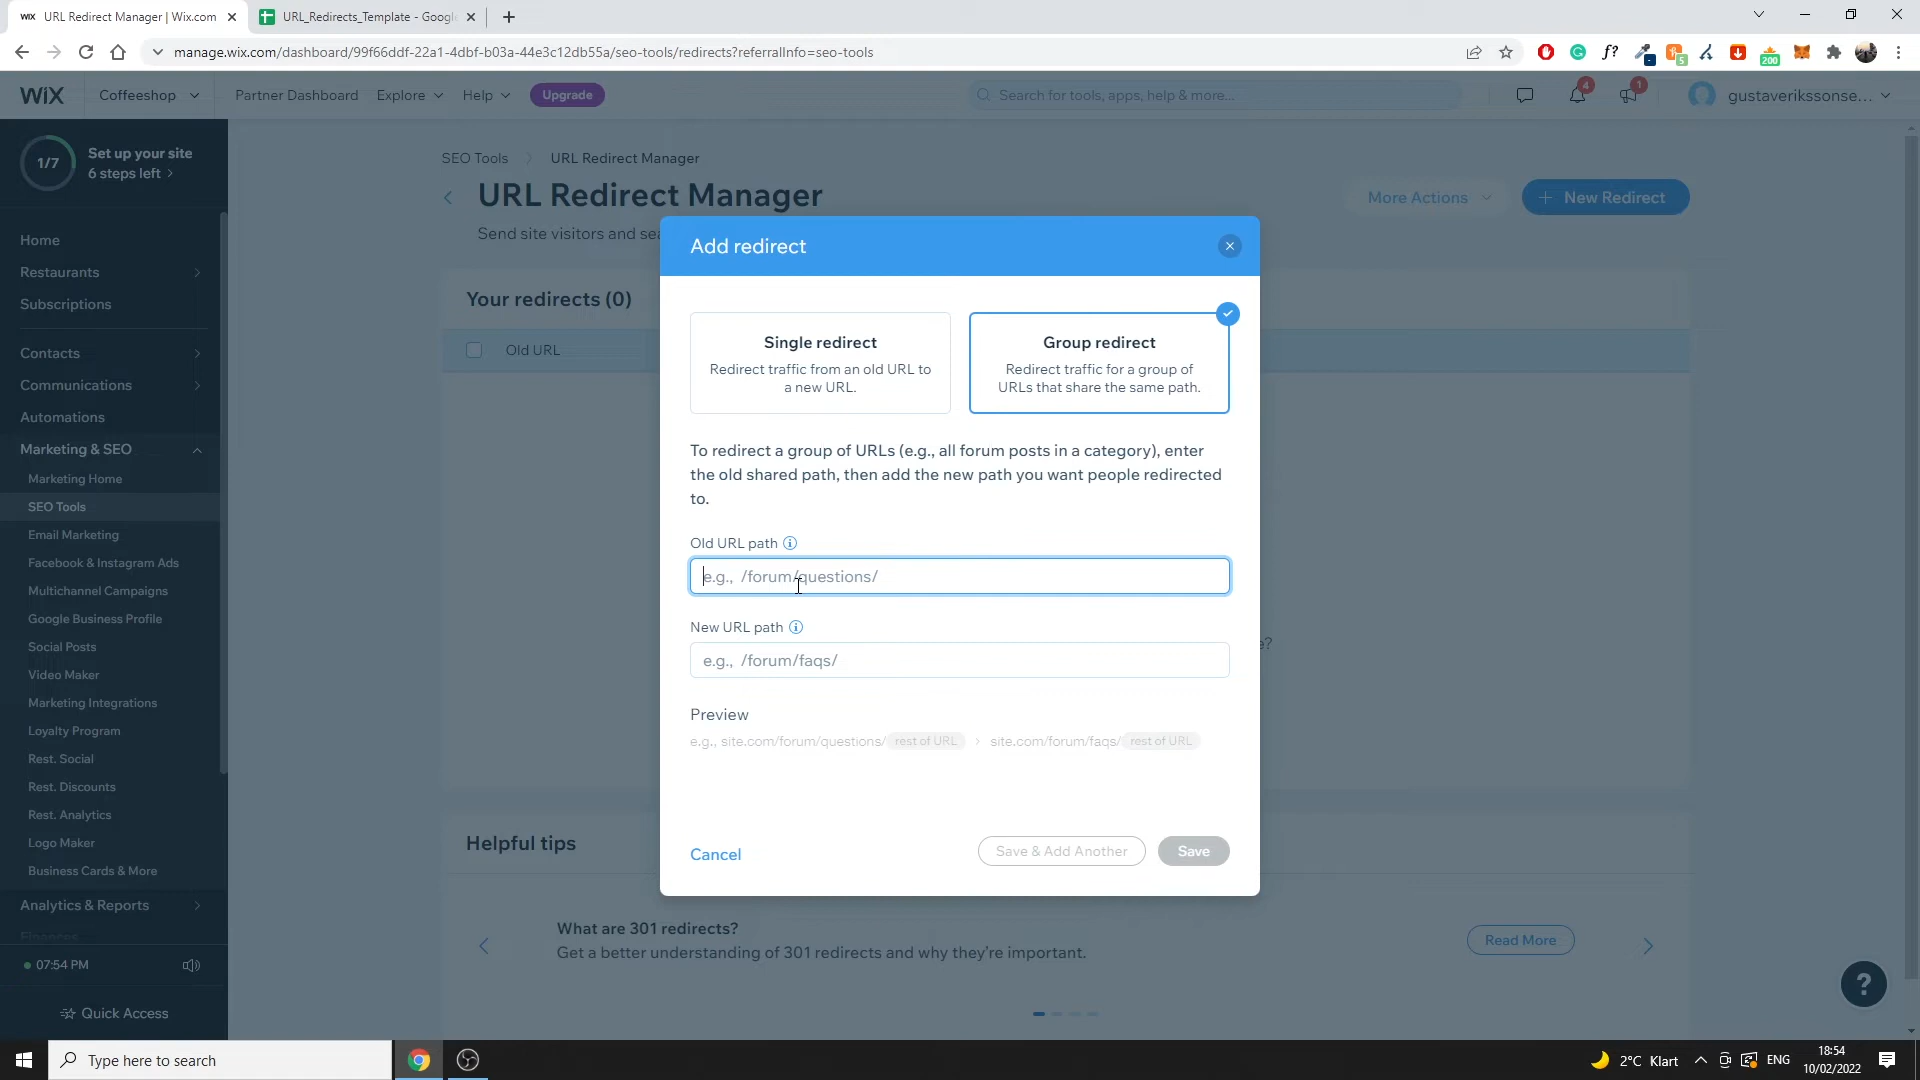 URL Redirect Manager | Wix.com
URL_Redirects_Template - Google
manage.wix.com/dashboard/99f66ddf-22a1-4dbf-b03a-44e3c12db55a/seo-tools/redirects?referralInfo=seo-tools
WiX
Coffeeshop
Partner Dashboard
Explore
Help
Upgrade
Search for tools, apps, help & more...
4
1
gustaverikssonse...
1/7
Set up your site
6 steps left >
Home
Restaurants
Subscriptions
Contacts
Communications
Automations
Marketing & SEO
Marketing Home
SEO Tools
Email Marketing
Facebook & Instagram Ads
Multichannel Campaigns
Google Business Profile
Social Posts
Video Maker
Marketing Integrations
Loyalty Program
Rest. Social
Rest. Discounts
Rest. Analytics
Logo Maker
Business Cards & More
Analytics & Reports
Finances
07:54 PM
Quick Access
SEO Tools > URL Redirect Manager
URL Redirect Manager
More Actions
+ New Redirect
Send site visitors and sea
Your redirects (0)
Old URL
Add redirect
Single redirect
Redirect traffic from an old URL to
a new URL.
Group redirect
Redirect traffic for a group of
URLs that share the same path.
To redirect a group of URLs (e.g., all forum posts in a category), enter
the old shared path, then add the new path you want people redirected
to.
Old URL path
e.g., /forum/questions/
New URL path
e.g., /forum/faqs/
e?
Preview
e.g., site.com/forum/questions/ rest of URL > site.com/forum/faqs/ rest of URL
Cancel
Save & Add Another
Save
Helpful tips
What are 301 redirects?
Get a better understanding of 301 redirects and why they're important.
Read More
?
Type here to search
2°C Klart
ENG
18:54
10/02/2022